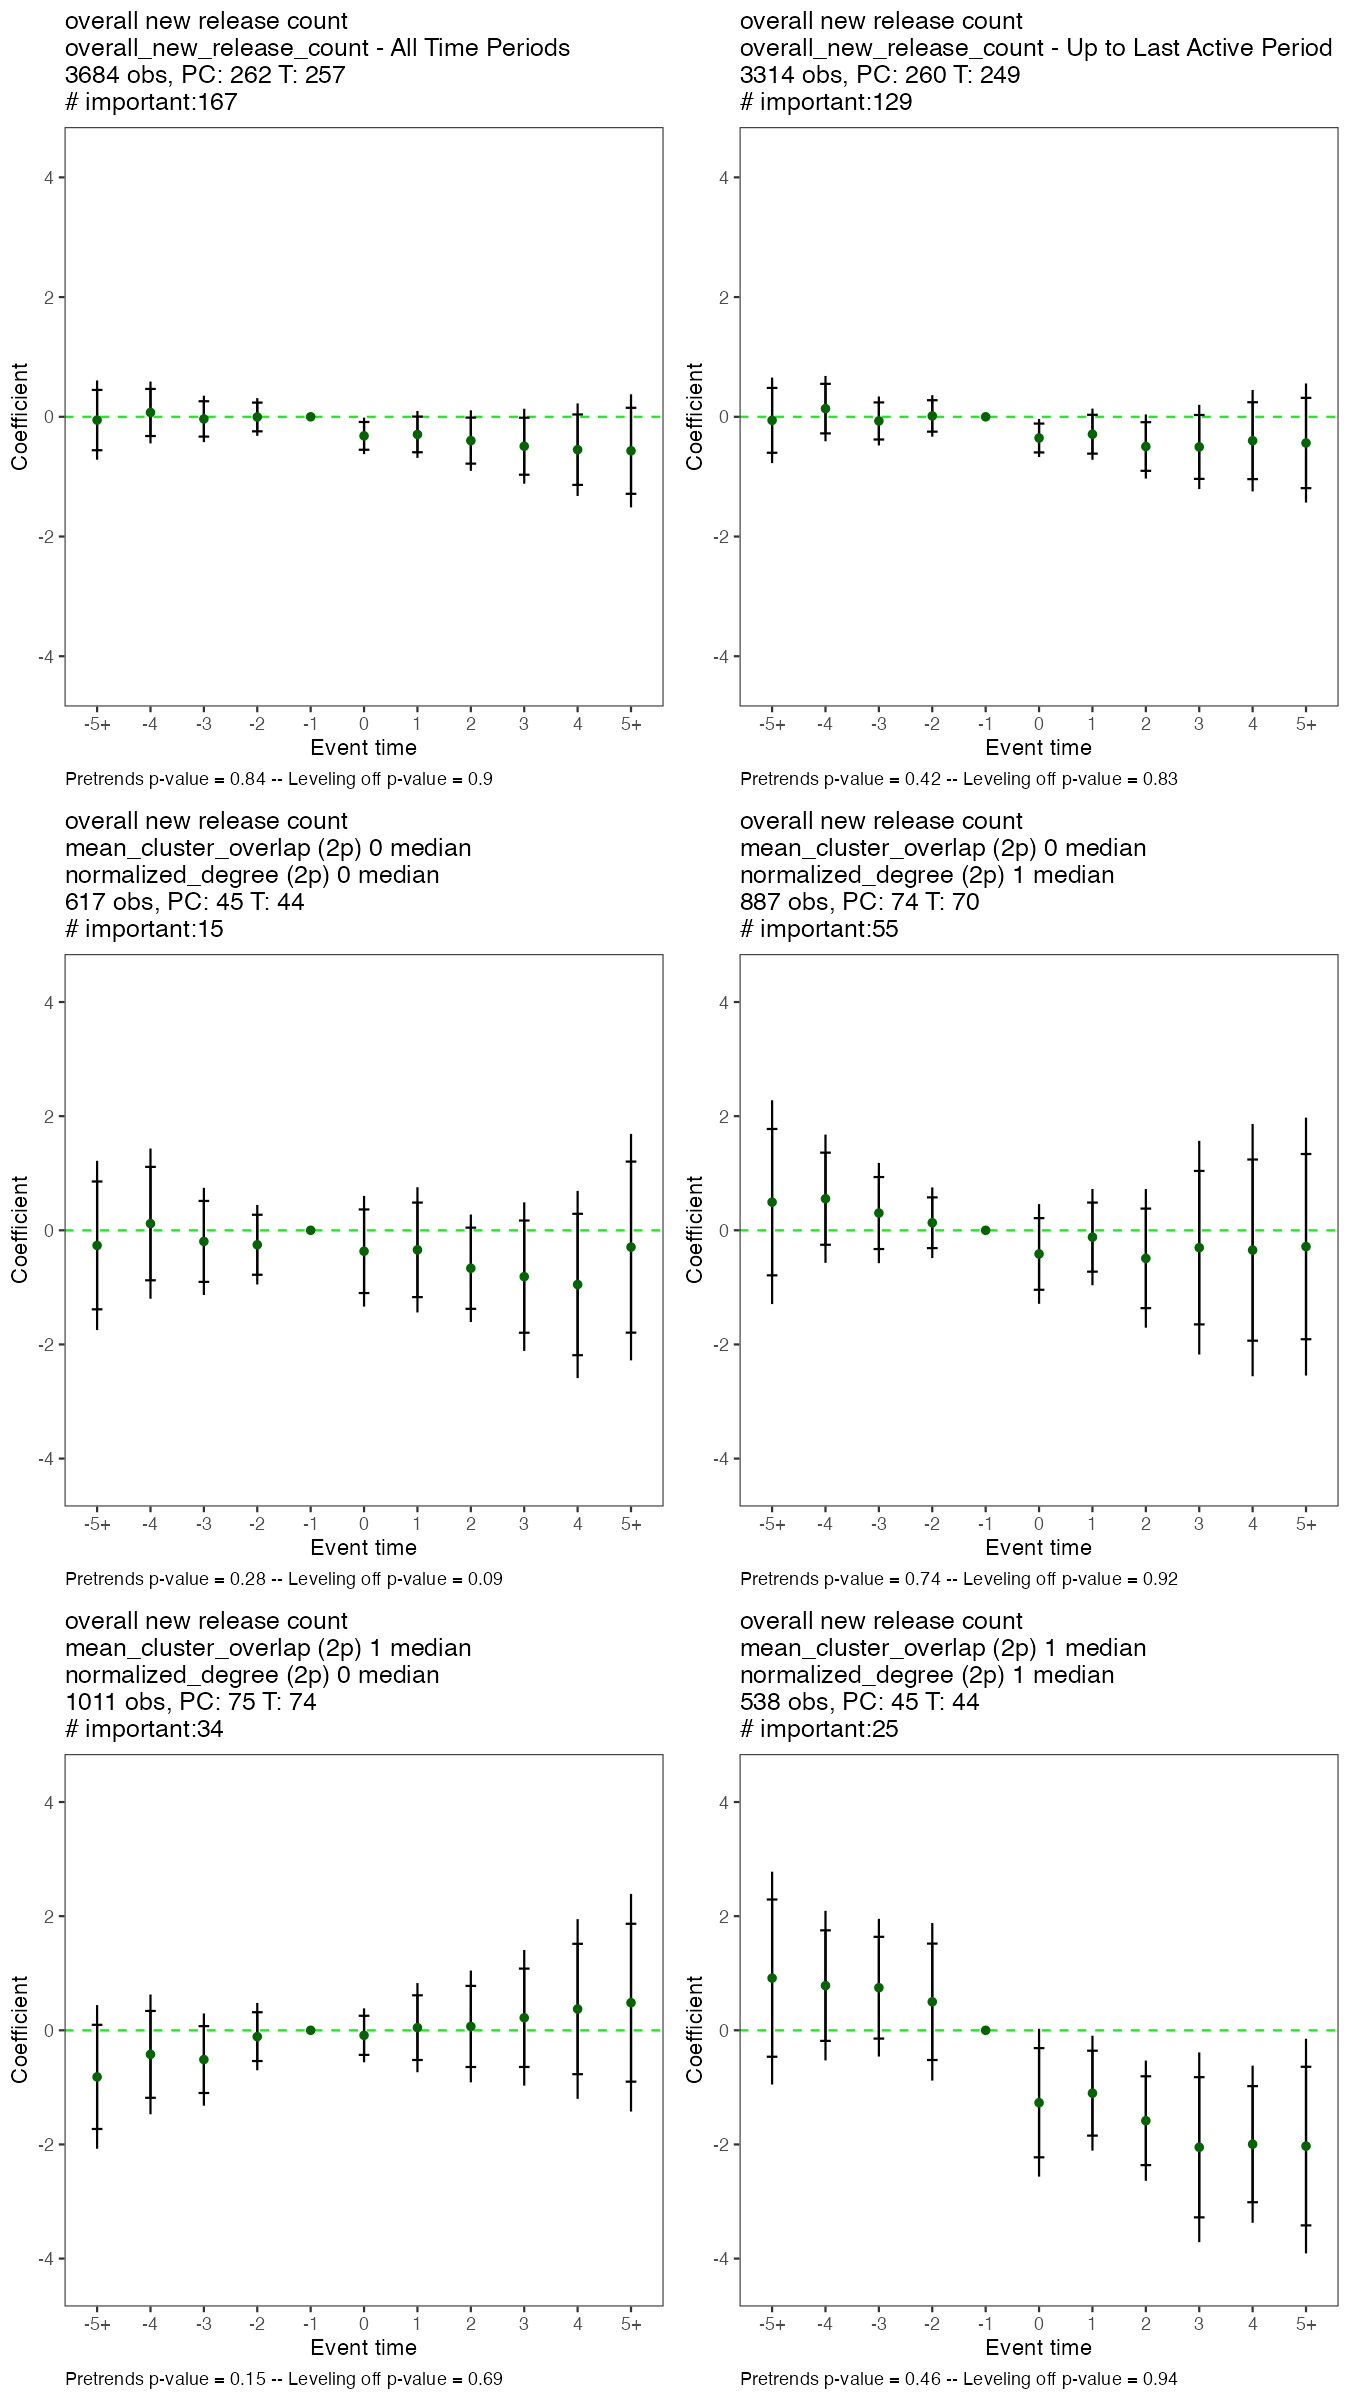 overall new release count
overall_new_release_count - All Time Periods
3684 obs, PC: 262 T: 257
# important:167
4
2
0
-2
-4
Coefficient
-5+ -4 -3 -2 -1 0 1 2 3 4 5+
Event time
Pretrends p-value = 0.84 -- Leveling off p-value = 0.9
overall new release count
overall_new_release_count - Up to Last Active Period
3314 obs, PC: 260 T: 249
# important:129
4
2
0
-2
-4
Coefficient
-5+ -4 -3 -2 -1 0 1 2 3 4 5+
Event time
Pretrends p-value = 0.42 -- Leveling off p-value = 0.83
overall new release count
mean_cluster_overlap (2p) 0 median
normalized_degree (2p) 0 median
617 obs, PC: 45 T: 44
# important:15
4
2
0
-2
-4
Coefficient
-5+ -4 -3 -2 -1 0 1 2 3 4 5+
Event time
Pretrends p-value = 0.28 -- Leveling off p-value = 0.09
overall new release count
mean_cluster_overlap (2p) 0 median
normalized_degree (2p) 1 median
887 obs, PC: 74 T: 70
# important:55
4
2
0
-2
-4
Coefficient
-5+ -4 -3 -2 -1 0 1 2 3 4 5+
Event time
Pretrends p-value = 0.74 -- Leveling off p-value = 0.92
overall new release count
mean_cluster_overlap (2p) 1 median
normalized_degree (2p) 0 median
1011 obs, PC: 75 T: 74
# important:34
4
2
0
-2
-4
Coefficient
-5+ -4 -3 -2 -1 0 1 2 3 4 5+
Event time
Pretrends p-value = 0.15 -- Leveling off p-value = 0.69
overall new release count
mean_cluster_overlap (2p) 1 median
normalized_degree (2p) 1 median
538 obs, PC: 45 T: 44
# important:25
4
2
0
-2
-4
Coefficient
-5+ -4 -3 -2 -1 0 1 2 3 4 5+
Event time
Pretrends p-value = 0.46 -- Leveling off p-value = 0.94